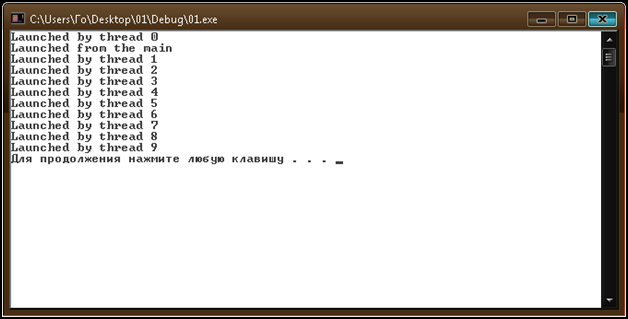 C:\Users\Го\Desktop\01\Debug\01.exe
Launched by thread 0
Launched from the main
Launched by thread 1
Launched by thread 2
Launched by thread 3
Launched by thread 4
Launched by thread 5
Launched by thread 6
Launched by thread 7
Launched by thread 8
Launched by thread 9
Для продолжения нажмите любую клавишу . . . _